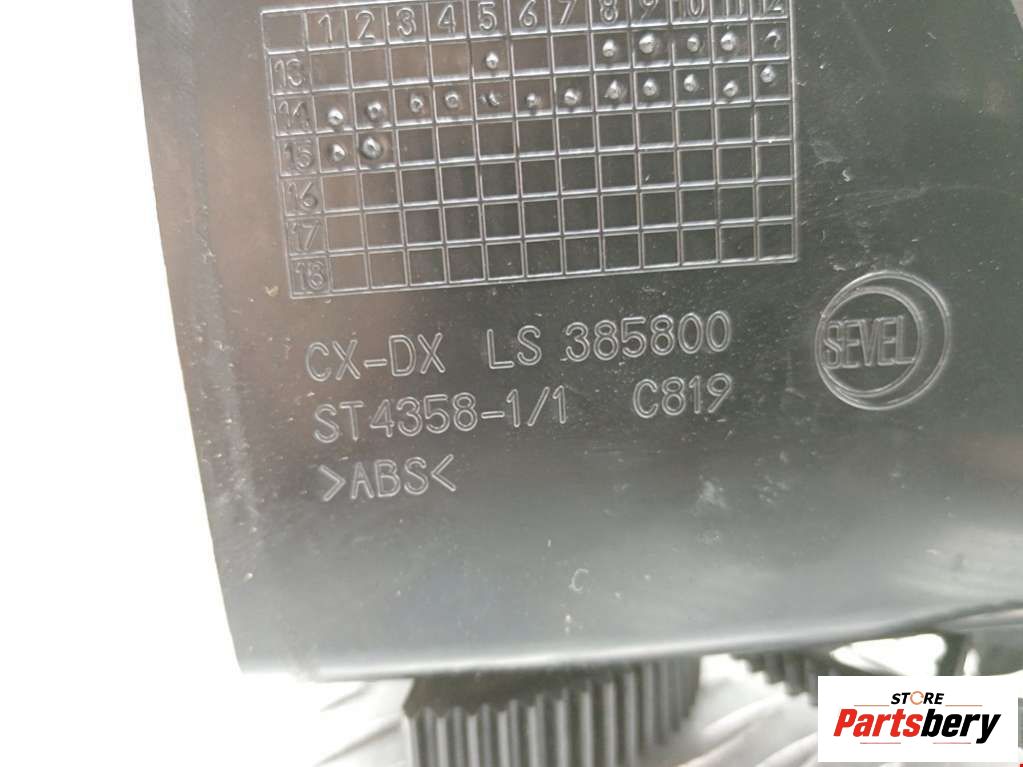 1 2 3 4 5 6 7 8 9 10 11 12
13
14
15
16
17
18
CX-DX LS 385800
SEVEL
ST4358-1/1 C819
>ABS<
C
STORE
Partsbery